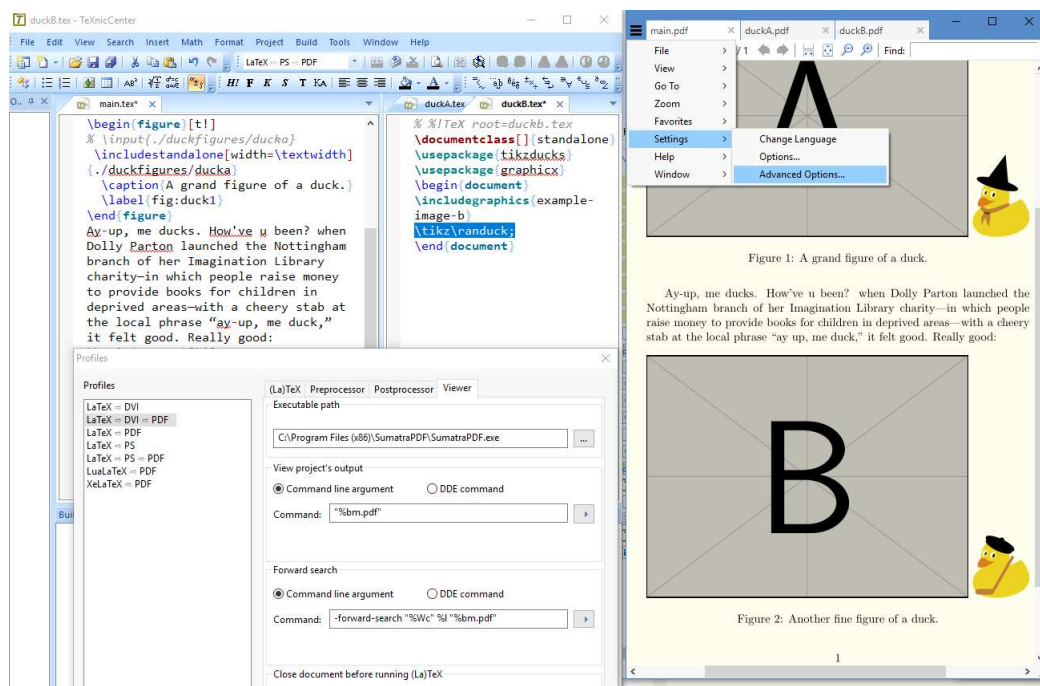 duckB.tex - TeXnicCenter
File Edit View Search Insert Math Format Project Build Tools Window Help
LaTeX ⇨ PS ⇨ PDF
main.tex*
\begin{figure}[t!]
% \input{./duckfigures/ducka}
\includestandalone[width=\textwidth]
{./duckfigures/ducka}
\caption{A grand figure of a duck.}
\label{fig:duck1}
\end{figure}
Ay-up, me ducks. How've u been? when
Dolly Parton launched the Nottingham
branch of her Imagination Library
charity—in which people raise money
to provide books for children in
deprived areas—with a cheery stab at
the local phrase “ay-up, me duck,”
it felt good. Really good:
duckA.tex duckB.tex*
% %!TeX root=duckb.tex
\documentclass[]{standalone}
\usepackage{tikzducks}
\usepackage{graphicx}
\begin{document}
\includegraphics{example-
image-b}
\tikz\randuck;
\end{document}
Profiles
Profiles
LaTeX ⇨ DVI
LaTeX ⇨ DVI ⇨ PDF
LaTeX ⇨ PDF
LaTeX ⇨ PS
LaTeX ⇨ PS ⇨ PDF
LuaLaTeX ⇨ PDF
XeLaTeX ⇨ PDF
(La)TeX Preprocessor Postprocessor Viewer
Executable path
C:\Program Files (x86)\SumatraPDF\SumatraPDF.exe
...
View project's output
Command line argument DDE command
Command: "%bm.pdf"
Forward search
Command line argument DDE command
Command: -forward-search "%Wc" %l "%bm.pdf"
Close document before running (La)TeX
main.pdf duckA.pdf duckB.pdf
/1 Find:
File
View
Go To
Zoom
Favorites
Settings
Help
Window
Change Language
Options...
Advanced Options...
Figure 1: A grand figure of a duck.
Ay-up, me ducks. How've u been? when Dolly Parton launched the
Nottingham branch of her Imagination Library charity—in which people
raise money to provide books for children in deprived areas—with a cheery
stab at the local phrase “ay up, me duck,” it felt good. Really good:
B
Figure 2: Another fine figure of a duck.
1